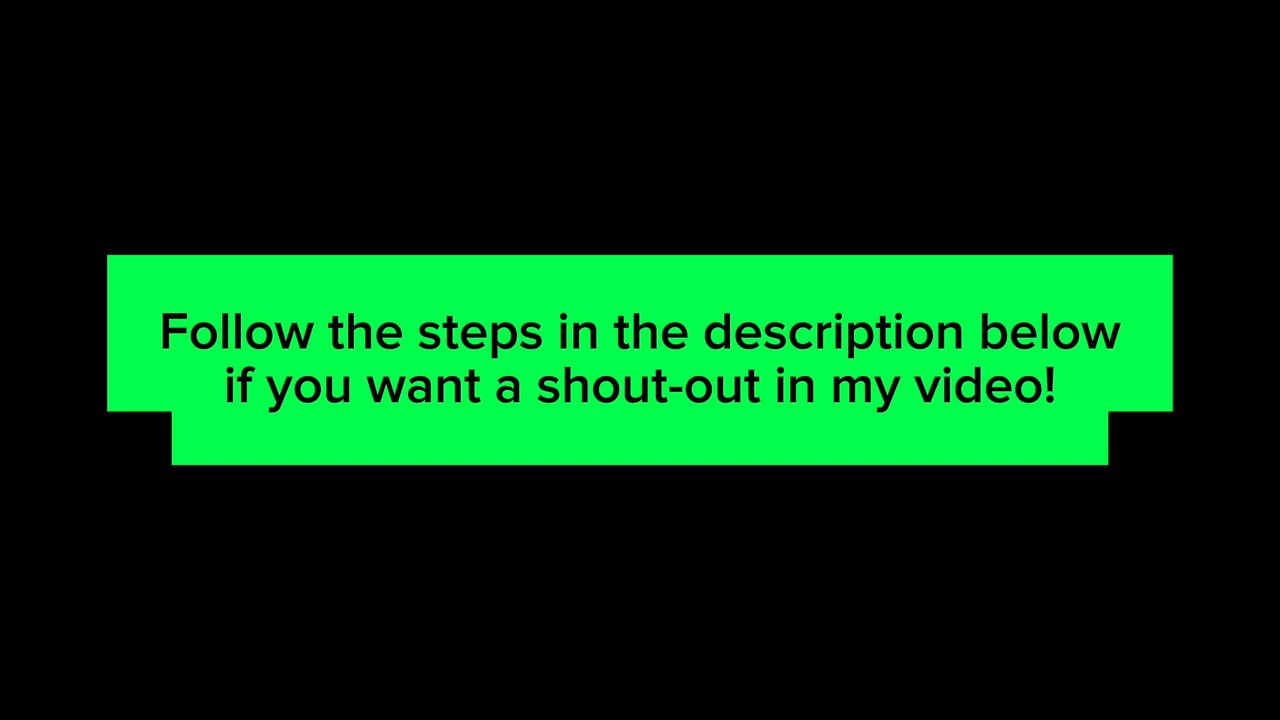 Follow the steps in the description below
if you want a shout-out in my video!